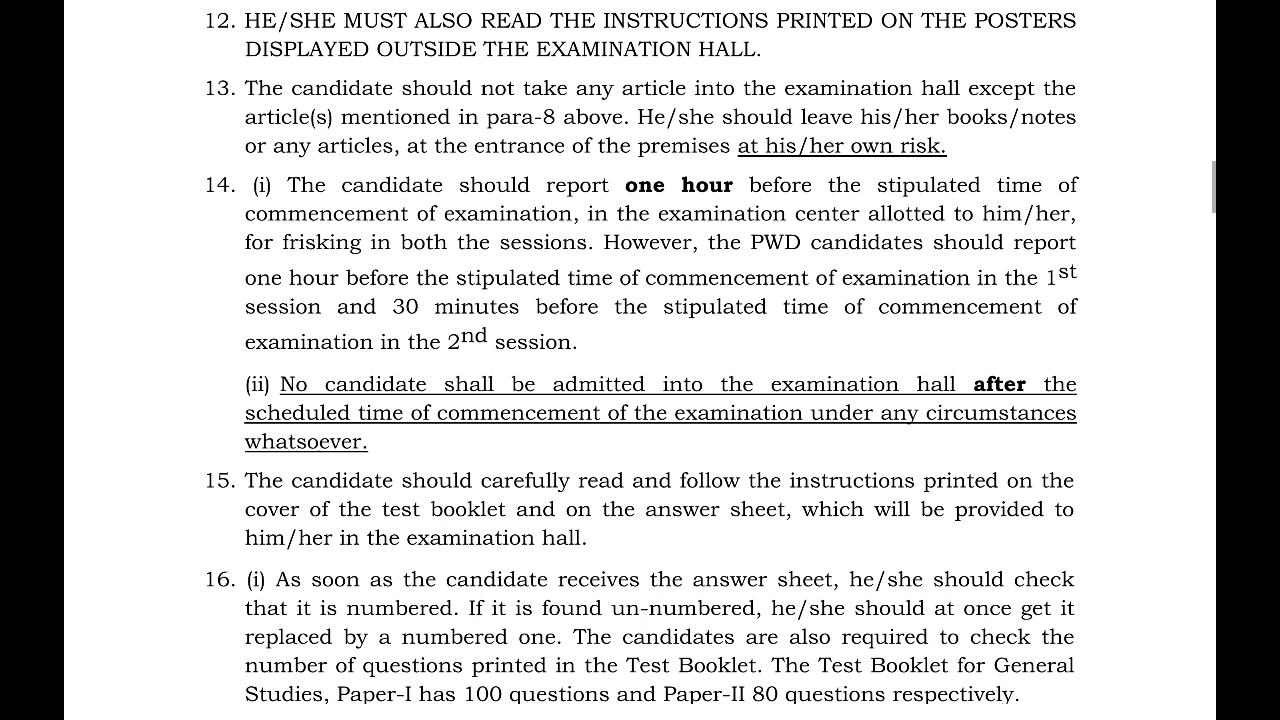 12. HE/SHE MUST ALSO READ THE INSTRUCTIONS PRINTED ON THE POSTERS
DISPLAYED OUTSIDE THE EXAMINATION HALL.
13. The candidate should not take any article into the examination hall except the
article(s) mentioned in para-8 above. He/she should leave his/her books/notes
or any articles, at the entrance of the premises at his/her own risk.
14. (i) The candidate should report one hour before the stipulated time of
commencement of examination, in the examination center allotted to him/her,
for frisking in both the sessions. However, the PWD candidates should report
one hour before the stipulated time of commencement of examination in the 1st
session and 30 minutes before the stipulated time of commencement of
examination in the 2nd session.
(ii) No candidate shall be admitted into the examination hall after the
scheduled time of commencement of the examination under any circumstances
whatsoever.
15. The candidate should carefully read and follow the instructions printed on the
cover of the test booklet and on the answer sheet, which will be provided to
him/her in the examination hall.
16. (i) As soon as the candidate receives the answer sheet, he/she should check
that it is numbered. If it is found un-numbered, he/she should at once get it
replaced by a numbered one. The candidates are also required to check the
number of questions printed in the Test Booklet. The Test Booklet for General
Studies, Paper-I has 100 questions and Paper-II 80 questions respectively.